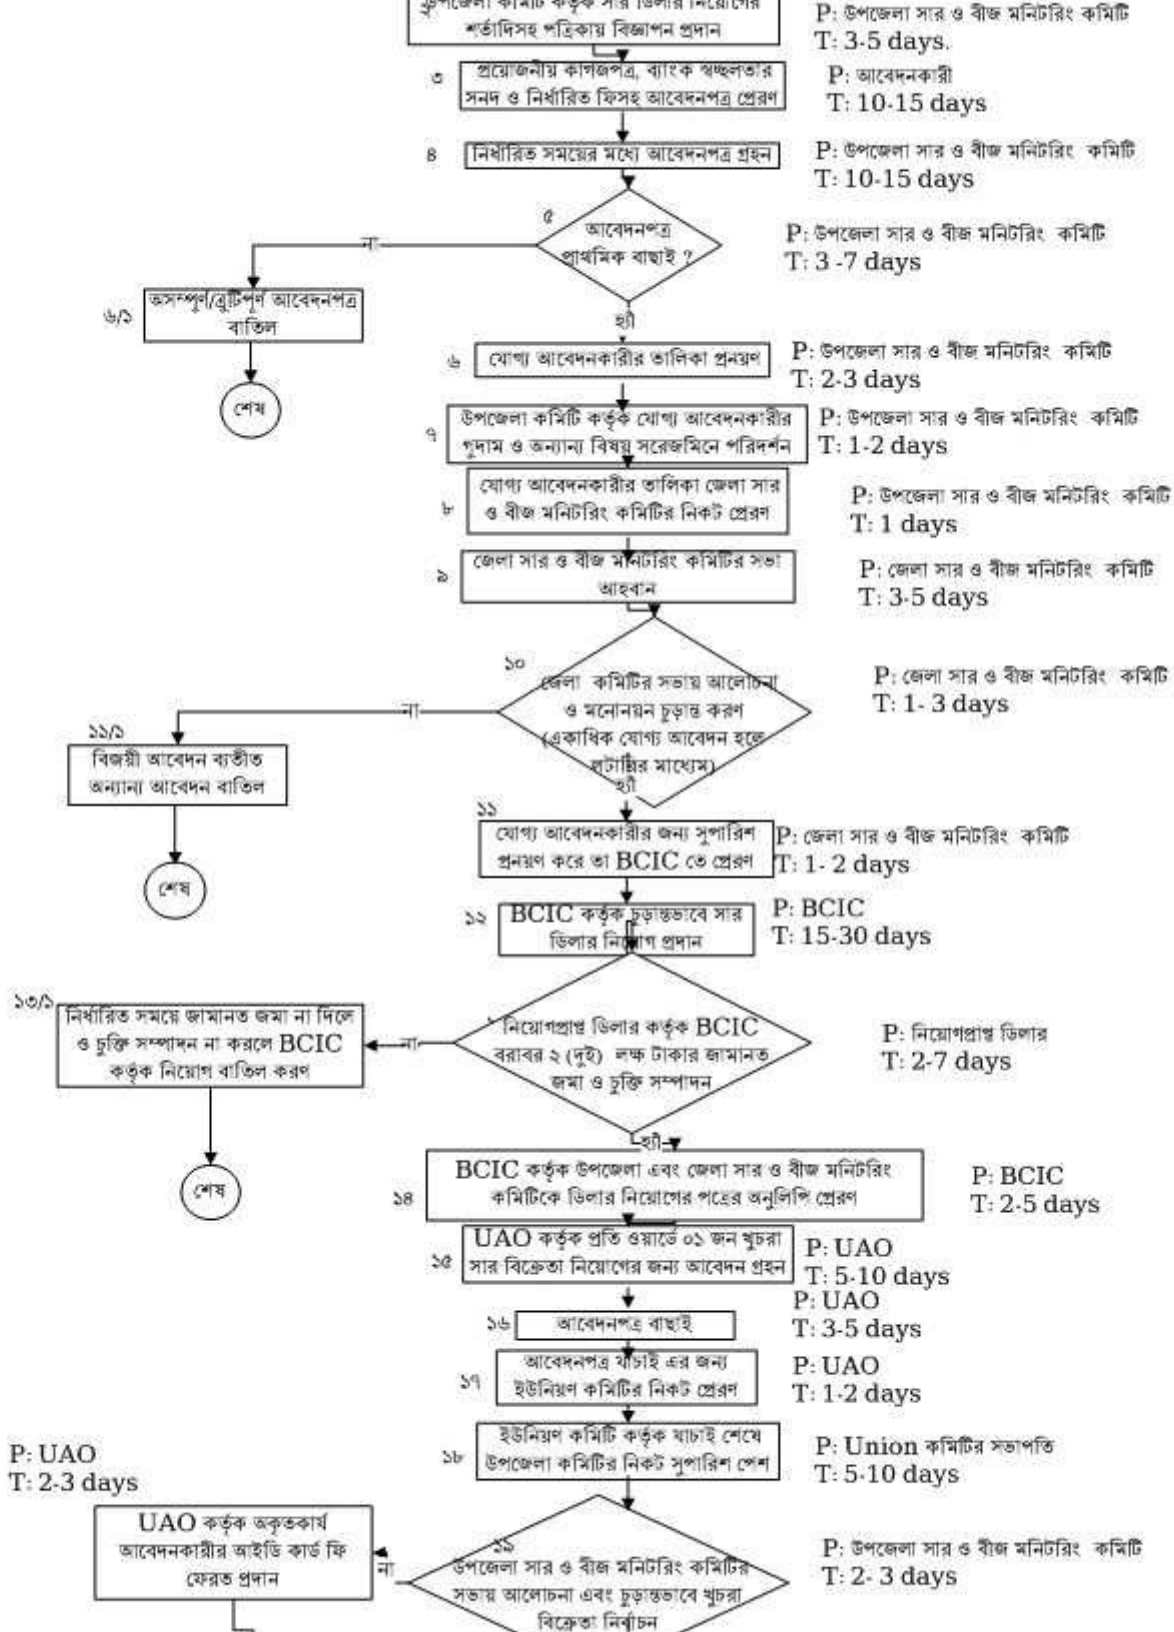 ২
উপজেলা কমিটি কর্তৃক সার ডিলার নিয়োগের
শর্তাদিসহ পত্রিকায় বিজ্ঞাপন প্রদান
P: উপজেলা সার ও বীজ মনিটরিং কমিটি
T: 3-5 days.
৩
প্রয়োজনীয় কাগজপত্র, ব্যাংক স্বচ্ছলতার
সনদ ও নির্ধারিত ফিসহ আবেদনপত্র প্রেরণ
P: আবেদনকারী
T: 10-15 days
৪
নির্ধারিত সময়ের মধ্যে আবেদনপত্র গ্রহন
P: উপজেলা সার ও বীজ মনিটরিং কমিটি
T: 10-15 days
৫
আবেদনপত্র
প্রাথমিক বাছাই ?
P: উপজেলা সার ও বীজ মনিটরিং কমিটি
T: 3 -7 days
না
৬/১
অসম্পূর্ণ/ত্রুটিপূর্ণ আবেদনপত্র
বাতিল
শেষ
হ্যাঁ
৬
যোগ্য আবেদনকারীর তালিকা প্রনয়ণ
P: উপজেলা সার ও বীজ মনিটরিং কমিটি
T: 2-3 days
৭
উপজেলা কমিটি কর্তৃক যোগ্য আবেদনকারীর
গুদাম ও অন্যান্য বিষয় সরেজমিনে পরিদর্শন
P: উপজেলা সার ও বীজ মনিটরিং কমিটি
T: 1-2 days
৮
যোগ্য আবেদনকারীর তালিকা জেলা সার
ও বীজ মনিটরিং কমিটির নিকট প্রেরণ
P: উপজেলা সার ও বীজ মনিটরিং কমিটি
T: 1 days
৯
জেলা সার ও বীজ মনিটরিং কমিটির সভা
আহবান
P: জেলা সার ও বীজ মনিটরিং কমিটি
T: 3-5 days
১০
জেলা কমিটির সভায় আলোচনা
ও মনোনয়ন চুড়ান্ত করণ
(একাধিক যোগ্য আবেদন হলে
লটারির মাধ্যেম)
P: জেলা সার ও বীজ মনিটরিং কমিটি
T: 1- 3 days
না
১১/১
বিজয়ী আবেদন ব্যতীত
অন্যান্য আবেদন বাতিল
শেষ
হ্যাঁ
১১
যোগ্য আবেদনকারীর জন্য সুপারিশ
প্রনয়ণ করে তা BCIC তে প্রেরণ
P: জেলা সার ও বীজ মনিটরিং কমিটি
T: 1- 2 days
১২
BCIC কর্তৃক চুড়ান্তভাবে সার
ডিলার নিয়োগ প্রদান
P: BCIC
T: 15-30 days
নিয়োগপ্রাপ্ত ডিলার কর্তৃক BCIC
বরাবর ২ (দুই) লক্ষ টাকার জামানত
জমা ও চুক্তি সম্পাদন
P: নিয়োগপ্রাপ্ত ডিলার
T: 2-7 days
না
১৩/১
নির্ধারিত সময়ে জামানত জমা না দিলে
ও চুক্তি সম্পাদন না করলে BCIC
কর্তৃক নিয়োগ বাতিল করণ
শেষ
হ্যাঁ
১৪
BCIC কর্তৃক উপজেলা এবং জেলা সার ও বীজ মনিটরিং
কমিটিকে ডিলার নিয়োগের পত্রের অনুলিপি প্রেরণ
P: BCIC
T: 2-5 days
১৫
UAO কর্তৃক প্রতি ওয়ার্ডে ০১ জন খুচরা
সার বিক্রেতা নিয়োগের জন্য আবেদন গ্রহন
P: UAO
T: 5-10 days
১৬
আবেদনপত্র বাছাই
P: UAO
T: 3-5 days
১৭
আবেদনপত্র যাচাই এর জন্য
ইউনিয়ণ কমিটির নিকট প্রেরণ
P: UAO
T: 1-2 days
১৮
ইউনিয়ণ কমিটি কর্তৃক যাচাই শেষে
উপজেলা কমিটির নিকট সুপারিশ পেশ
P: Union কমিটির সভাপতি
T: 5-10 days
P: UAO
T: 2-3 days
UAO কর্তৃক অকৃতকার্য
আবেদনকারীর আইডি কার্ড ফি
ফেরত প্রদান
না
১৯
উপজেলা সার ও বীজ মনিটরিং কমিটির
সভায় আলোচনা এবং চুড়ান্তভাবে খুচরা
বিক্রেতা নির্বাচন
P: উপজেলা সার ও বীজ মনিটরিং কমিটি
T: 2- 3 days